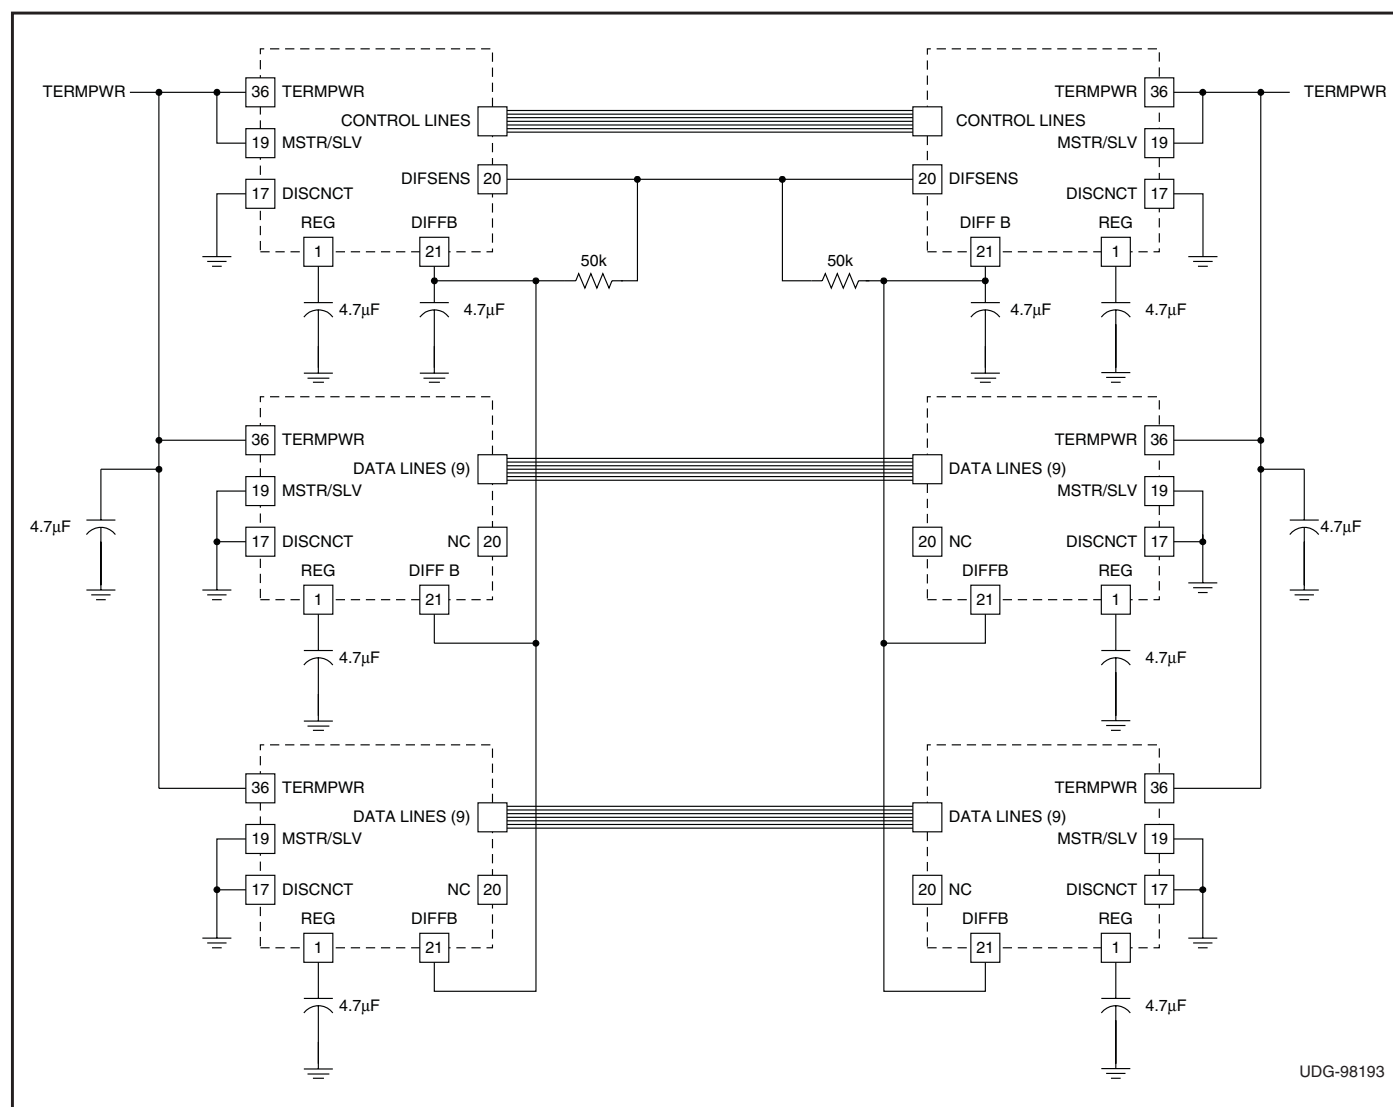 TERMPWR
36 TERMPWR
CONTROL LINES
19 MSTR/SLV
DIFSENS 20
17 DISCNCT
REG
DIFFB
1
21
4.7µF
4.7µF
50k
TERMPWR 36
TERMPWR
CONTROL LINES
MSTR/SLV 19
20 DIFSENS
DISCNCT 17
DIFF B
REG
21
1
50k
4.7µF
4.7µF
36 TERMPWR
DATA LINES (9)
19 MSTR/SLV
4.7µF
17 DISCNCT
NC 20
REG
DIFF B
1
21
4.7µF
TERMPWR 36
DATA LINES (9)
MSTR/SLV 19
4.7µF
20 NC
DISCNCT 17
DIFFB
REG
21
1
4.7µF
36 TERMPWR
DATA LINES (9)
19 MSTR/SLV
17 DISCNCT
NC 20
REG
DIFFB
1
21
4.7µF
TERMPWR 36
DATA LINES (9)
MSTR/SLV 19
20 NC
DISCNCT 17
DIFFB
REG
21
1
4.7µF
UDG-98193